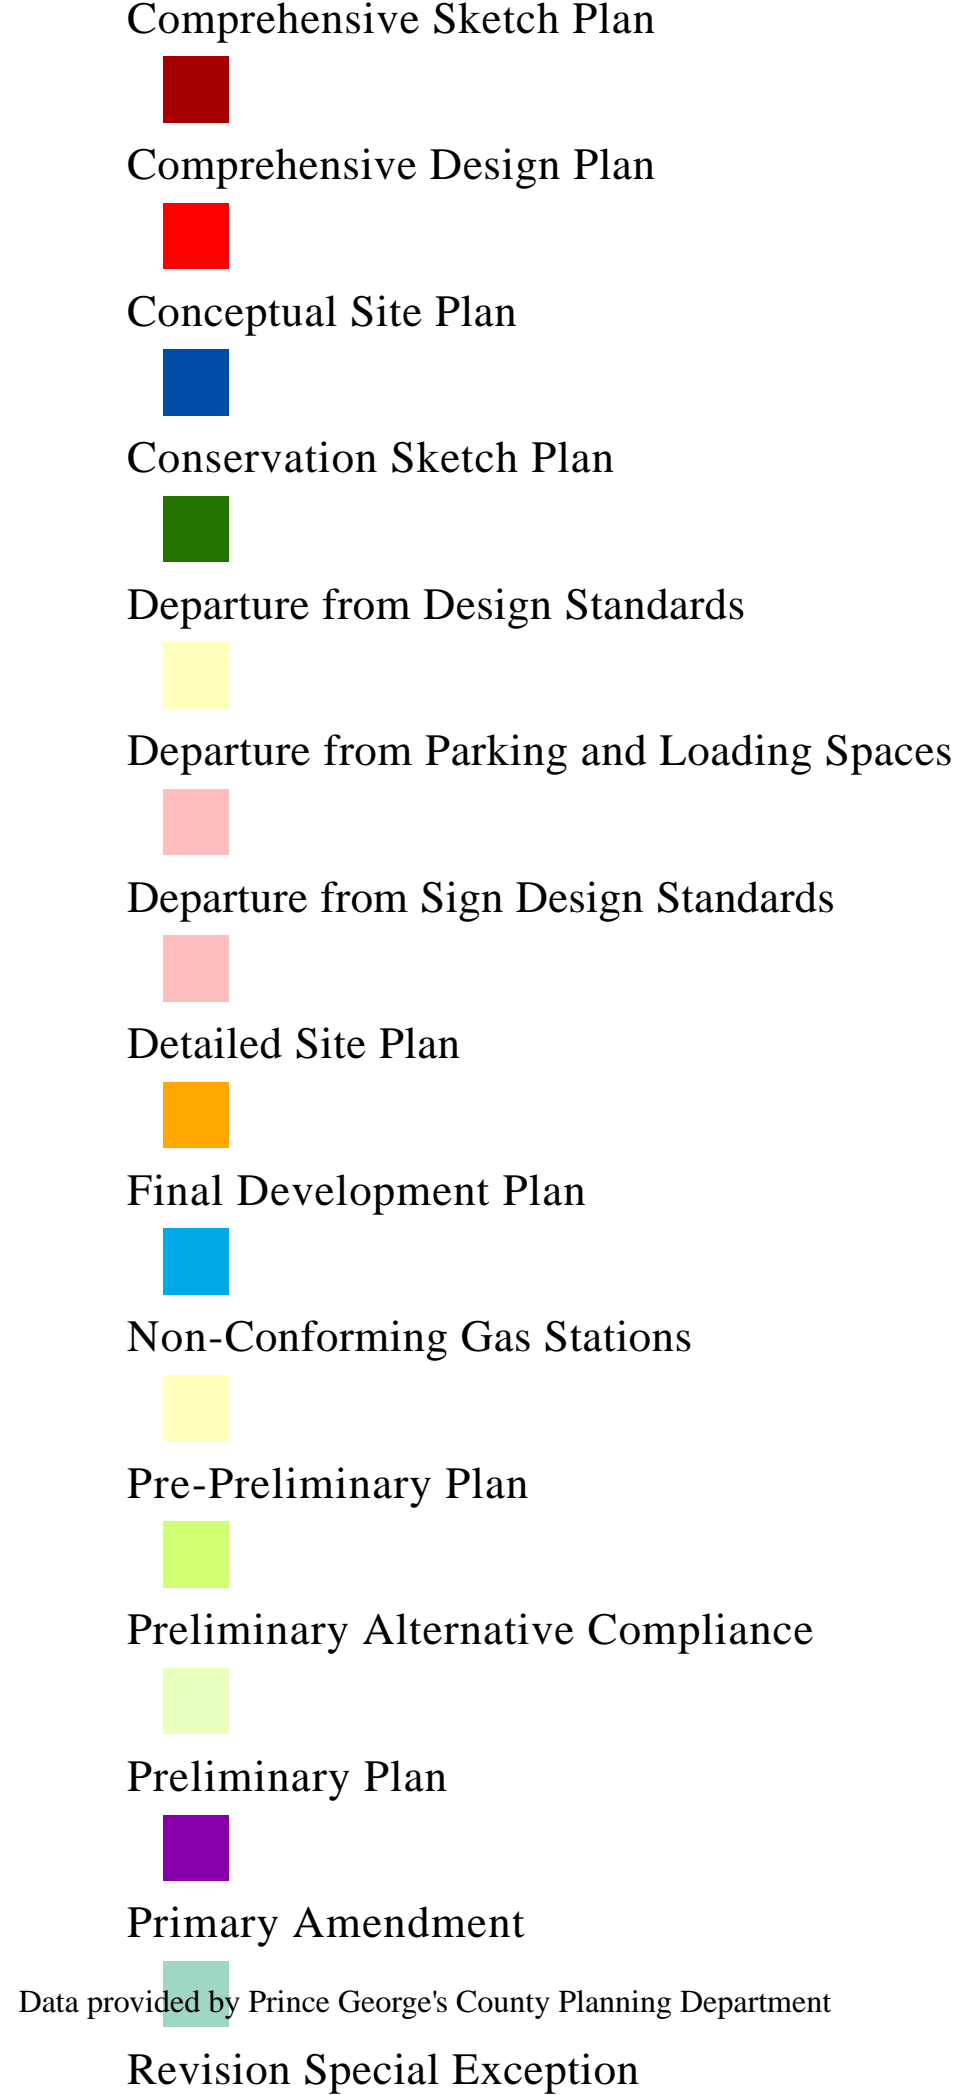 Comprehensive Sketch Plan
Comprehensive Design Plan
Conceptual Site Plan
Conservation Sketch Plan
Departure from Design Standards
Departure from Parking and Loading Spaces
Departure from Sign Design Standards
Detailed Site Plan
Final Development Plan
Non-Conforming Gas Stations
Pre-Preliminary Plan
Preliminary Alternative Compliance
Preliminary Plan
Primary Amendment
Data provided by Prince George's County Planning Department
Revision Special Exception